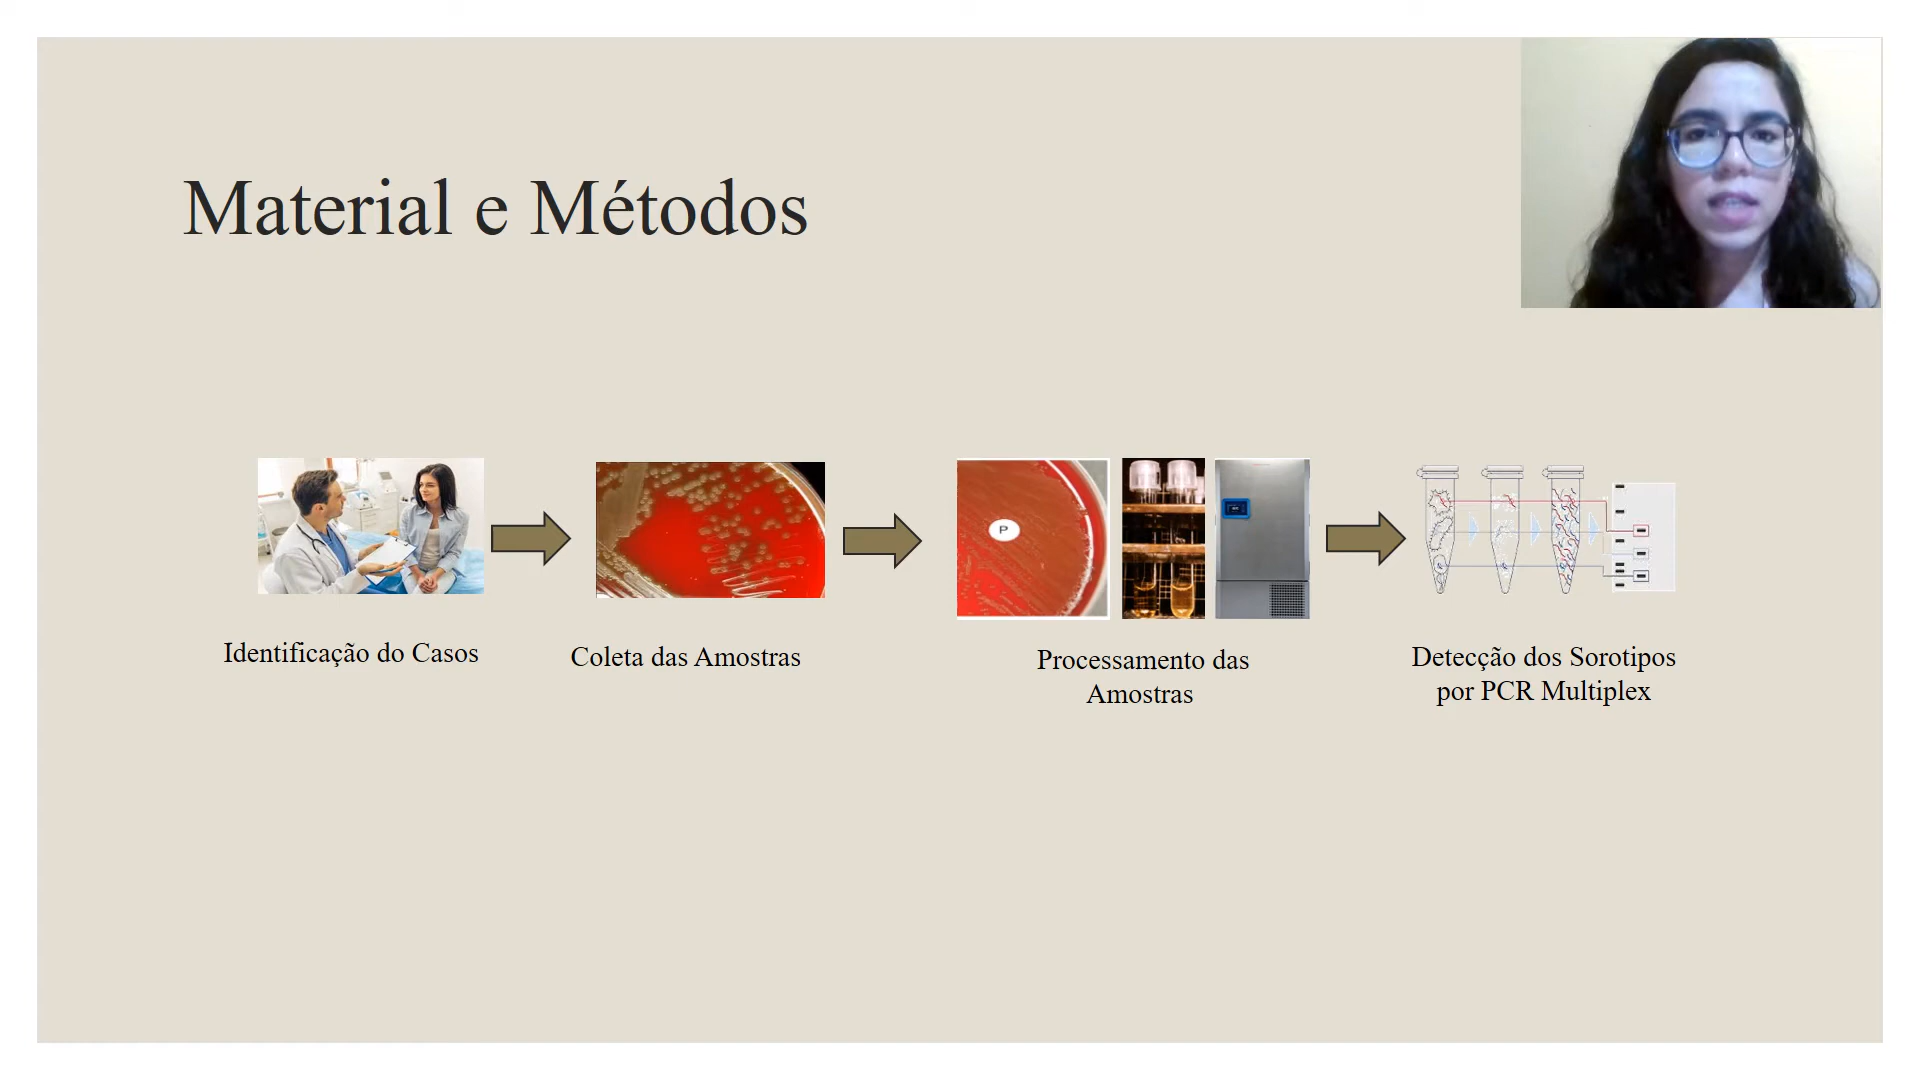 Material e Métodos
P
Identificação do Casos
Coleta das Amostras
Processamento das
Amostras
Detecção dos Sorotipos
por PCR Multiplex